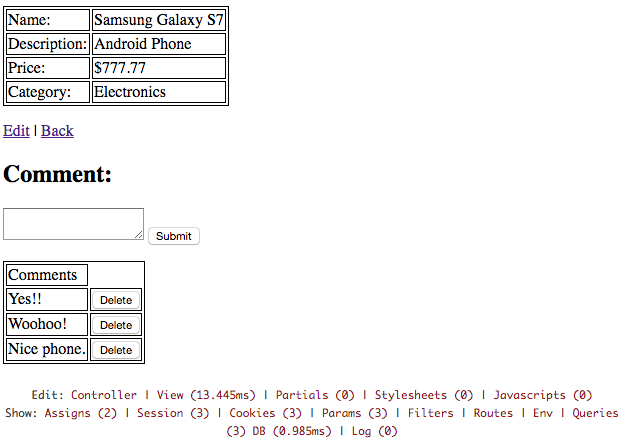 Name: Samsung Galaxy S7
Description: Android Phone
Price: $777.77
Category: Electronics
Edit | Back
Comment:
Submit
Comments
Yes!! Delete
Woohoo! Delete
Nice phone. Delete
Edit: Controller | View (13.445ms) | Partials (0) | Stylesheets (0) | Javascripts (0)
Show: Assigns (2) | Session (3) | Cookies (3) | Params (3) | Filters | Routes | Env | Queries
(3) DB (0.985ms) | Log (0)